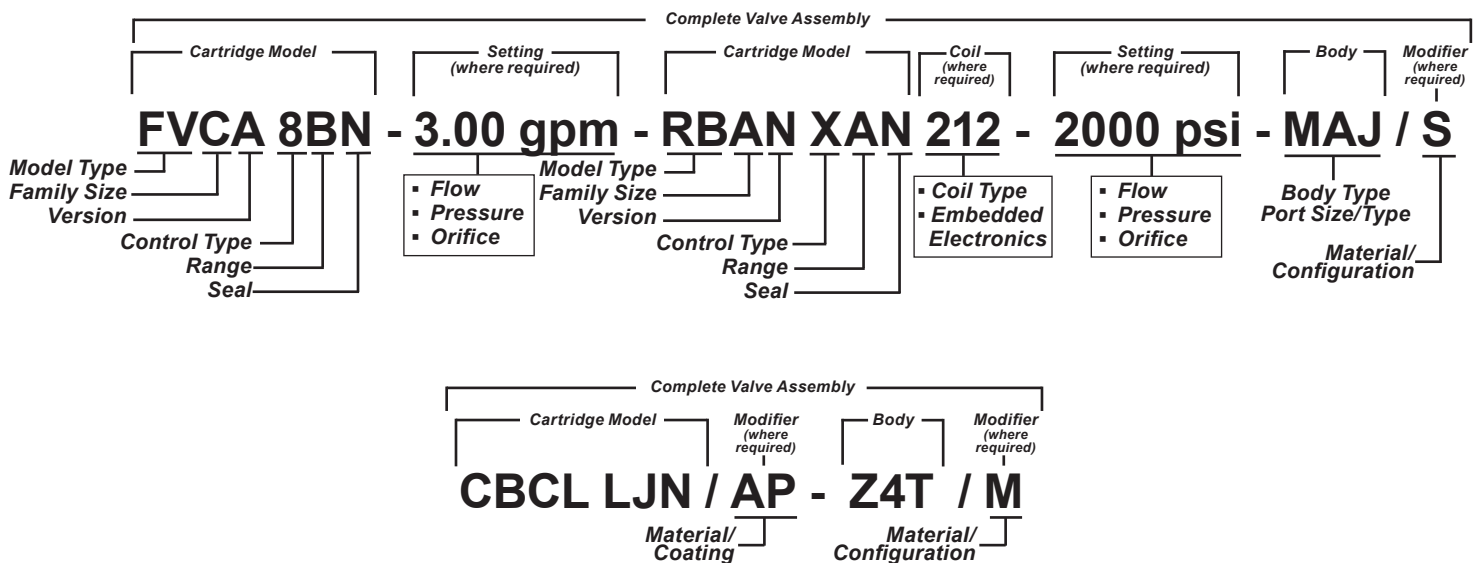 Complete Valve Assembly
Cartridge Model
Setting
(where required)
Cartridge Model
Coil
(where
required)
Setting
(where required)
Body
Modifier
(where
required)
FVCA 8BN - 3.00 gpm - RBAN XAN 212 - 2000 psi - MAJ / S
Model Type
Family Size
Version
Control Type
Range
Seal
▪ Flow
▪ Pressure
▪ Orifice
Model Type
Family Size
Version
Control Type
Range
Seal
▪ Coil Type
▪ Embedded
Electronics
▪ Flow
▪ Pressure
▪ Orifice
Body Type
Port Size/Type
Material/
Configuration
Complete Valve Assembly
Cartridge Model
Modifier
(where
required)
Body
Modifier
(where
required)
CBCL LJN / AP - Z4T / M
Material/
Coating
Material/
Configuration